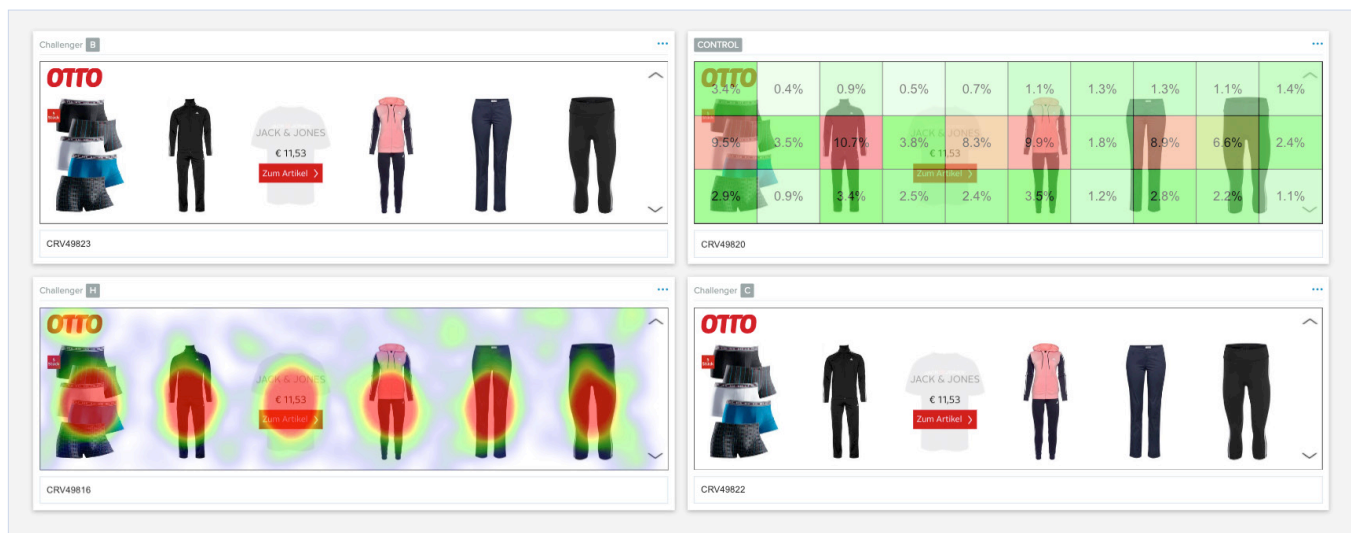 Challenger B
...
OTTO
JACK & JONES
€ 11,53
Zum Artikel >
CRV49823
CONTROL
...
OTTO
3.4% 0.4% 0.9% 0.5% 0.7% 1.1% 1.3% 1.3% 1.1% 1.4%
9.5% 3.5% 10.7% 3.8% 8.3% 9.9% 1.8% 8.9% 6.6% 2.4%
JACK & JONES
€ 11,53
Zum Artikel >
2.9% 0.9% 3.4% 2.5% 2.4% 3.5% 1.2% 2.8% 2.2% 1.1%
CRV49820
Challenger H
...
OTTO
JACK & JONES
€ 11,53
Zum Artikel >
CRV49816
Challenger C
...
OTTO
JACK & JONES
€ 11,53
Zum Artikel >
CRV49822